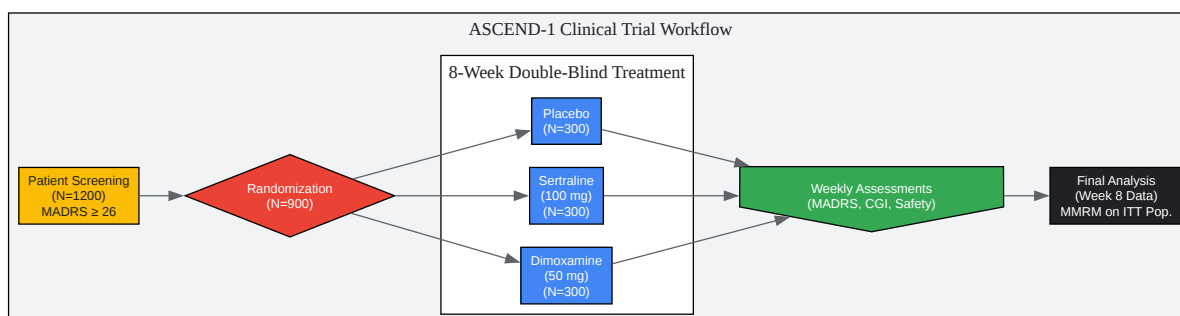 ASCEND-1 Clinical Trial Workflow
8-Week Double-Blind Treatment
Patient Screening
(N=1200)
MADRS ≥ 26
Randomization
(N=900)
Placebo
(N=300)
Sertraline
(100 mg)
(N=300)
Dimoxamine
(50 mg)
(N=300)
Weekly Assessments
(MADRS, CGI, Safety)
Final Analysis
(Week 8 Data)
MMRM on ITT Pop.